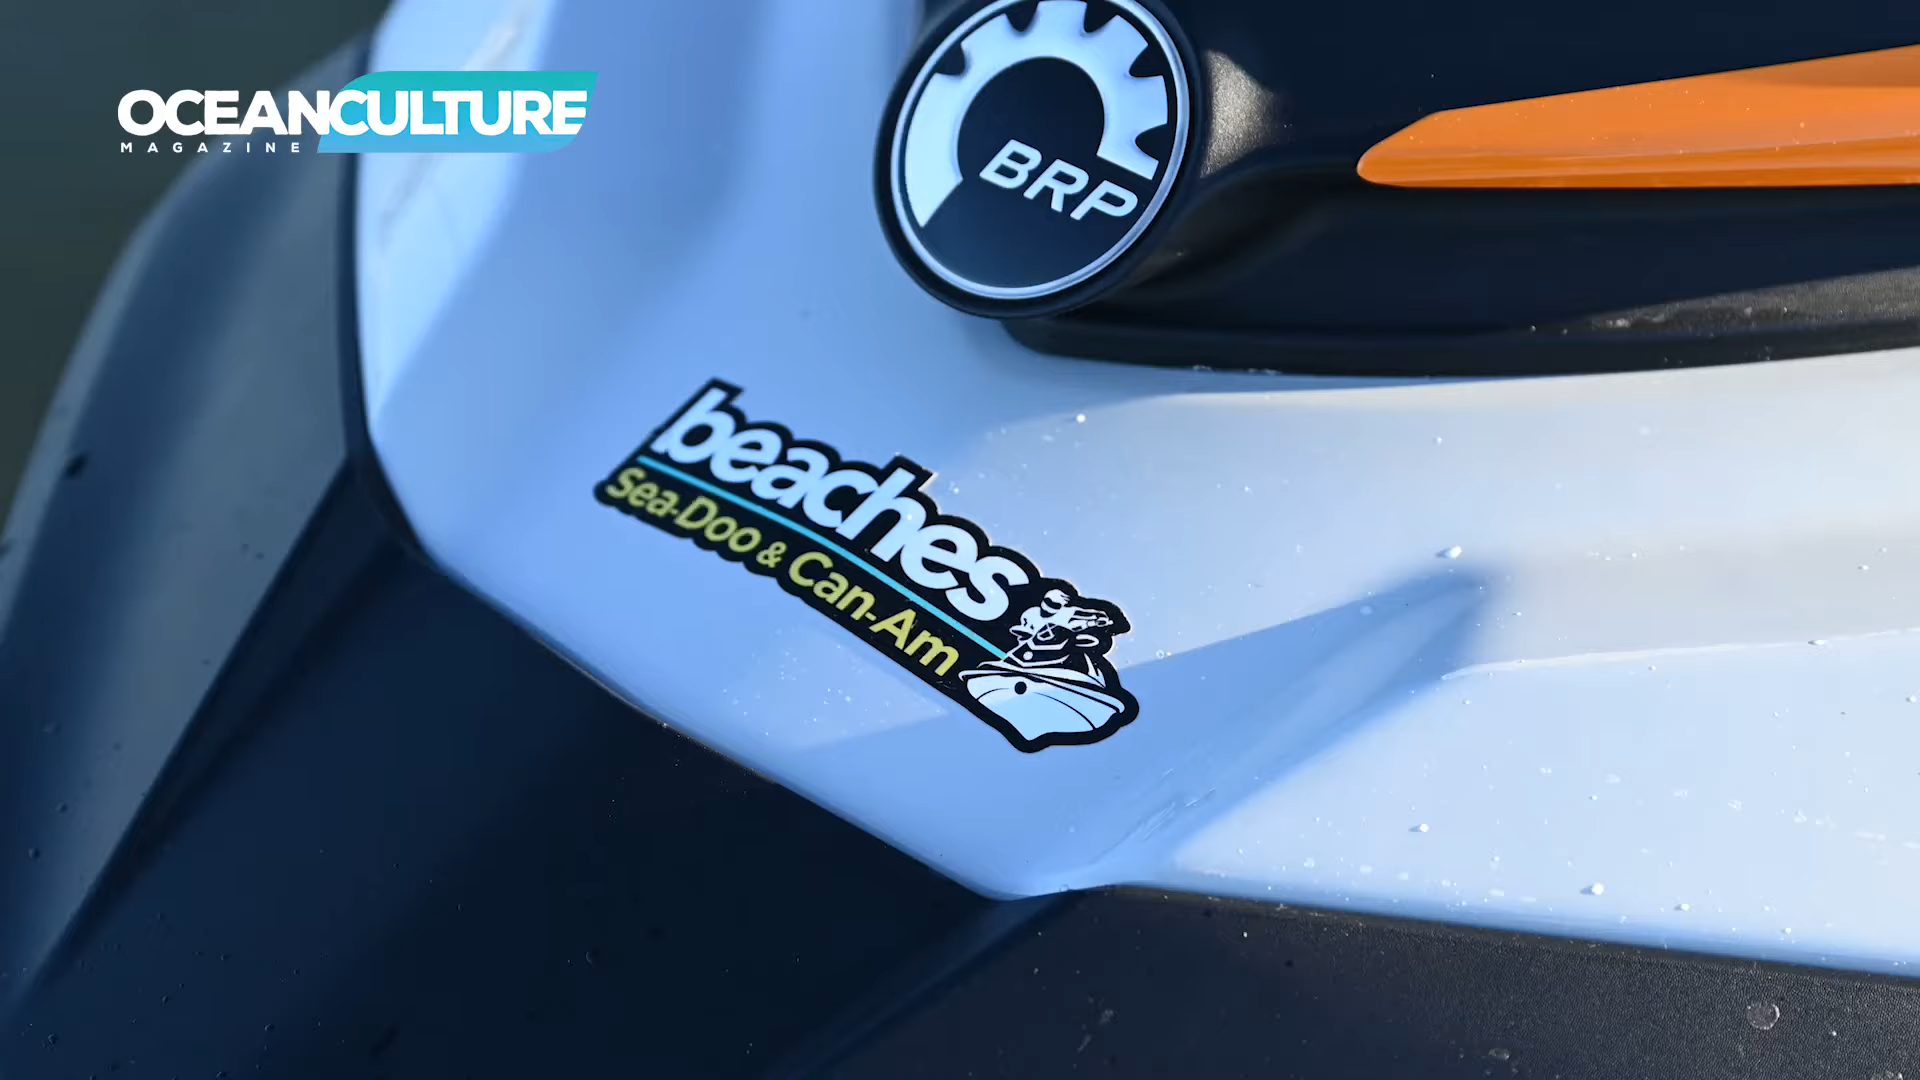 OCEANCULTURE
MAGAZINE
BRP
beaches
Sea-Doo & Can-Am